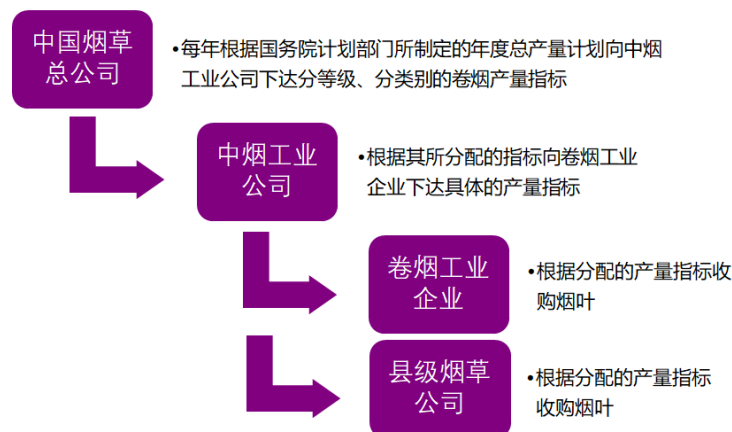 中国烟草
总公司
•每年根据国务院计划部门所制定的年度总产量计划向中烟
工业公司下达分等级、分类别的卷烟产量指标
中烟工业
公司
•根据其所分配的指标向卷烟工业
企业下达具体的产量指标
卷烟工业
企业
•根据分配的产量指标收
购烟叶
县级烟草
公司
•根据分配的产量指标
收购烟叶